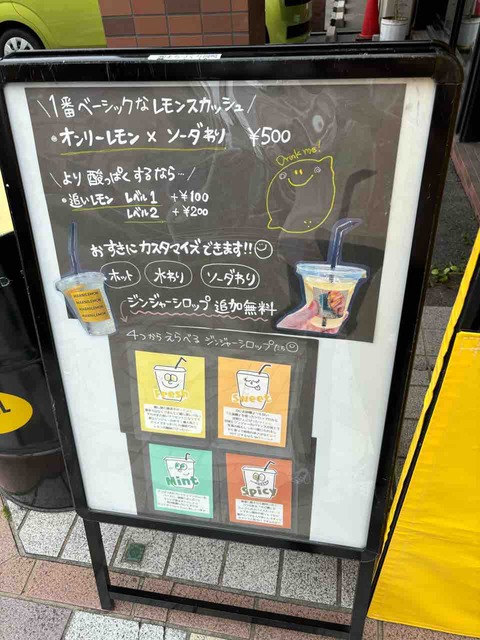 1番ベーシックなレモンスカッシュ
・オンリーレモン × ソーダわり ¥500
Drink me!
より酸っぱくするなら…
・追いレモン レベル1 +¥100
レベル2 +¥200
おすきにカスタマイズできます!!
ホット 水わり ソーダわり
ジンジャーシロップ追加無料
4つからえらべるジンジャーシロップたち
Fresh
Sweet
Mint
Spicy